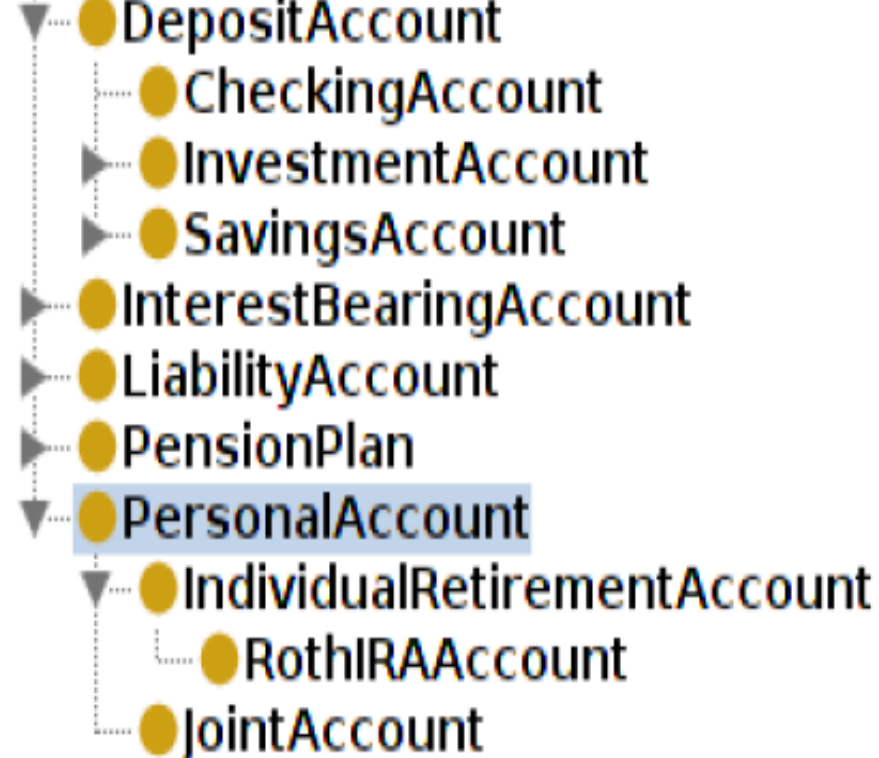 DepositAccount
CheckingAccount
InvestmentAccount
SavingsAccount
InterestBearingAccount
LiabilityAccount
PensionPlan
PersonalAccount
IndividualRetirementAccount
RothIRAAccount
JointAccount